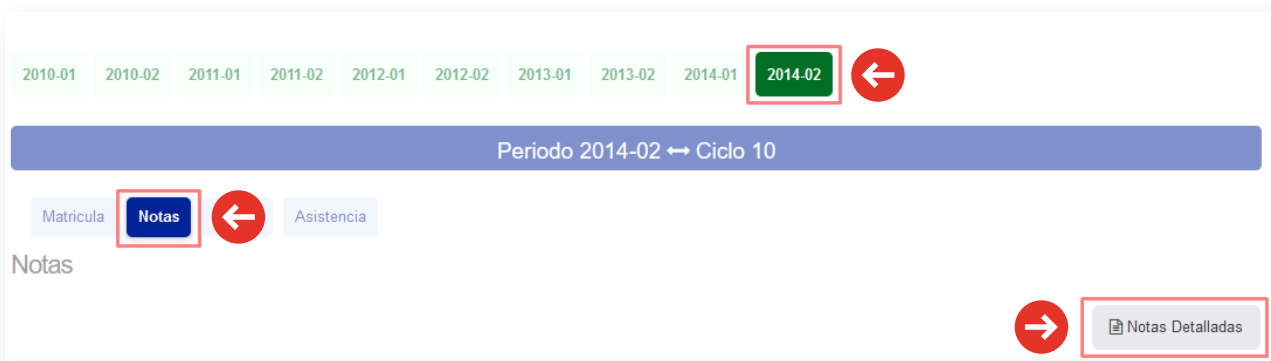 2010-01 2010-02 2011-01 2011-02 2012-01 2012-02 2013-01 2013-02 2014-01 2014-02
Periodo 2014-02 ↔ Ciclo 10
Matricula Notas Asistencia
Notas
Notas Detalladas